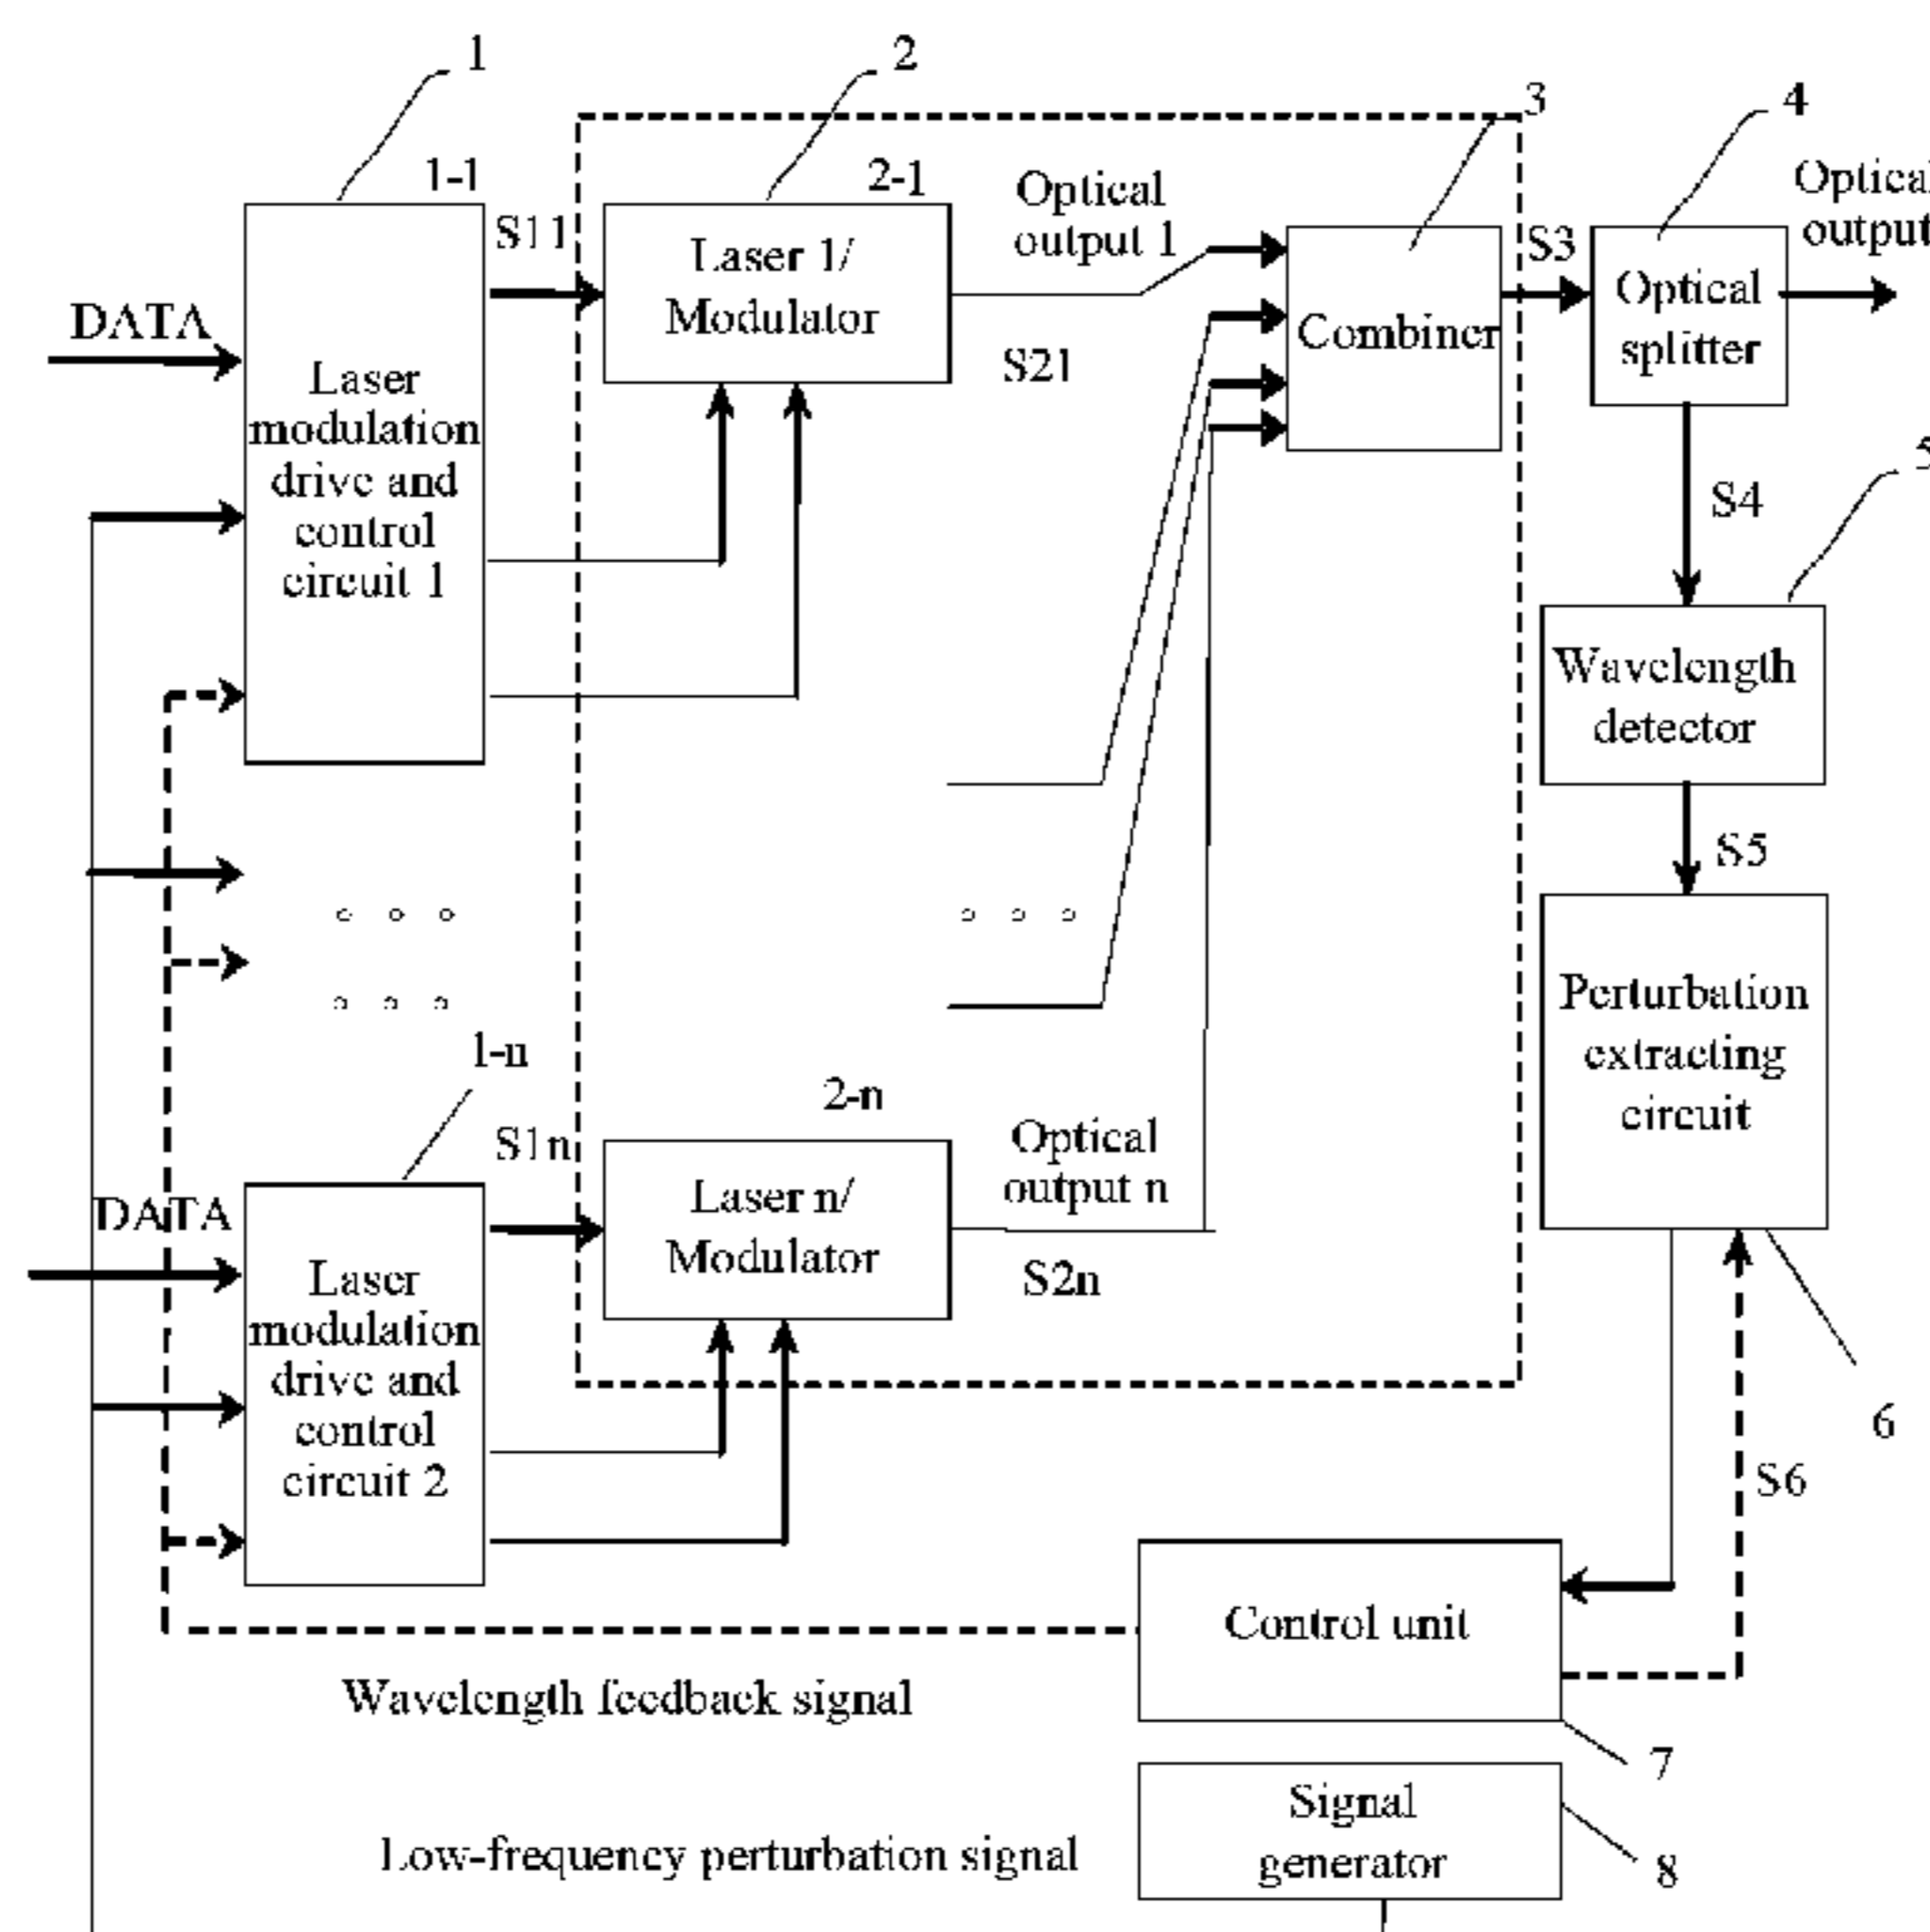 1
2
3
4
1-1
2-1
Optical
output 1
Optical
output
S11
Laser 1/
Modulator
S3
Optical
splitter
DATA
Combiner
S21
Laser
modulation
drive and
control
circuit 1
5
S4
Wavelength
detector
S5
Perturbation
extracting
circuit
1-n
2-n
S1n
Optical
output n
DATA
Laser n/
Modulator
S2n
Laser
modulation
drive and
control
circuit 2
6
S6
Control unit
Wavelength feedback signal
7
Signal
generator
Low-frequency perturbation signal
8